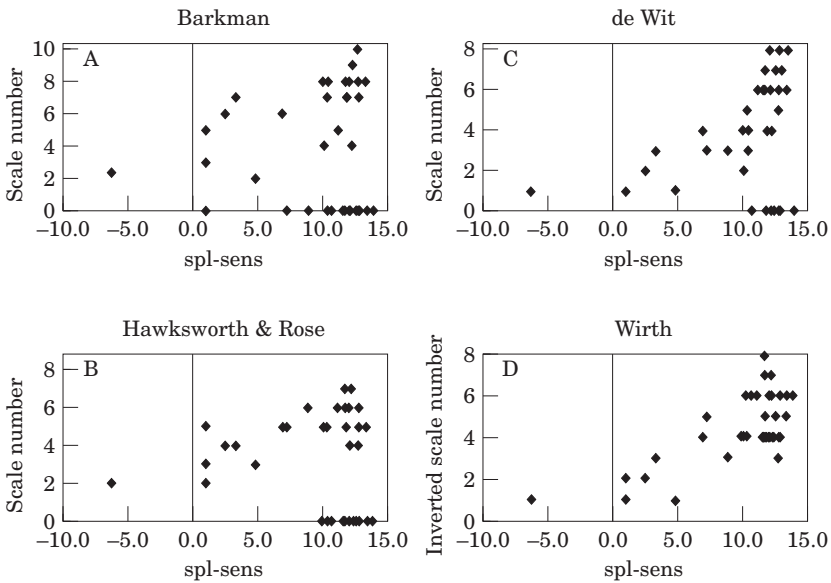 Barkman
A
Scale number
10
8
6
4
2
0
–10.0 –5.0 0.0 5.0 10.0 15.0
spl-sens
de Wit
C
Scale number
8
6
4
2
0
–10.0 –5.0 0.0 5.0 10.0 15.0
spl-sens
Hawksworth & Rose
B
Scale number
8
6
4
2
0
–10.0 –5.0 0.0 5.0 10.0 15.0
spl-sens
Wirth
D
Inverted scale number
8
6
4
2
0
–10.0 –5.0 0.0 5.0 10.0 15.0
spl-sens